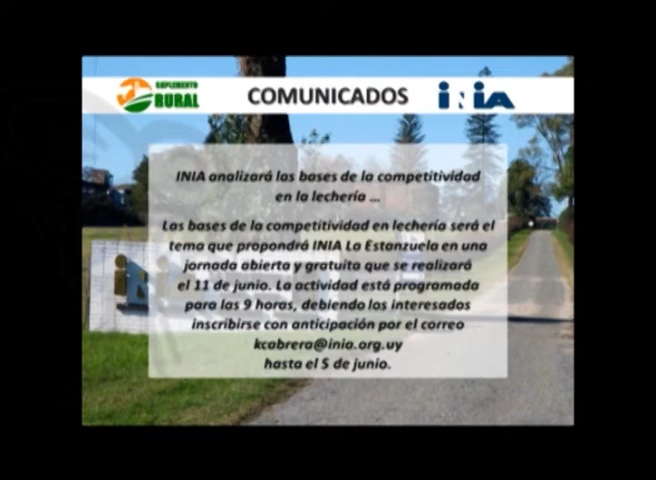 SUPLEMENTO
RURAL
COMUNICADOS
INIA
INIA analizará las bases de la competitividad
en la lechería ...
Las bases de la competitividad en lechería será el
tema que propondrá INIA La Estanzuela en una
jornada abierta y gratuita que se realizará
el 11 de junio. La actividad está programada
para las 9 horas, debiendo los interesados
inscribirse con anticipación por el correo
kcabrera@inia.org.uy
hasta el 5 de junio.